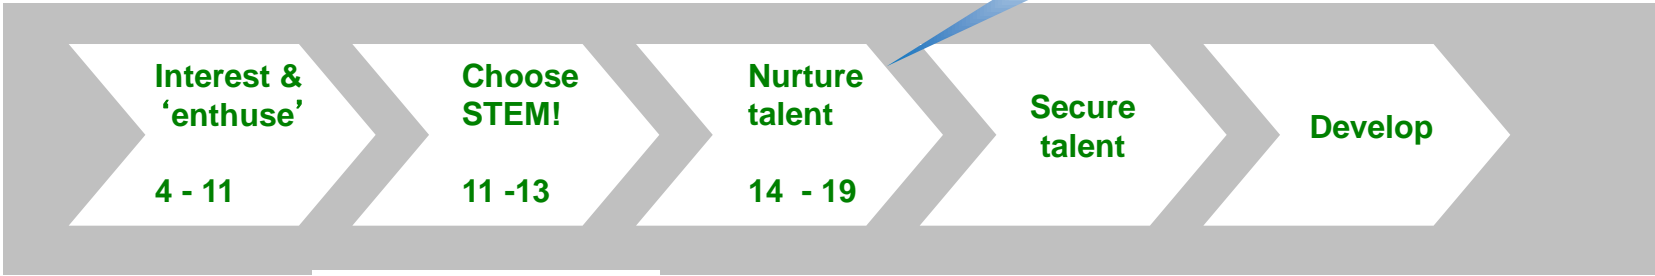 Interest &
‘enthuse’
4 - 11
Choose
STEM!
11 -13
Nurture
talent
14  - 19
Secure
talent
Develop